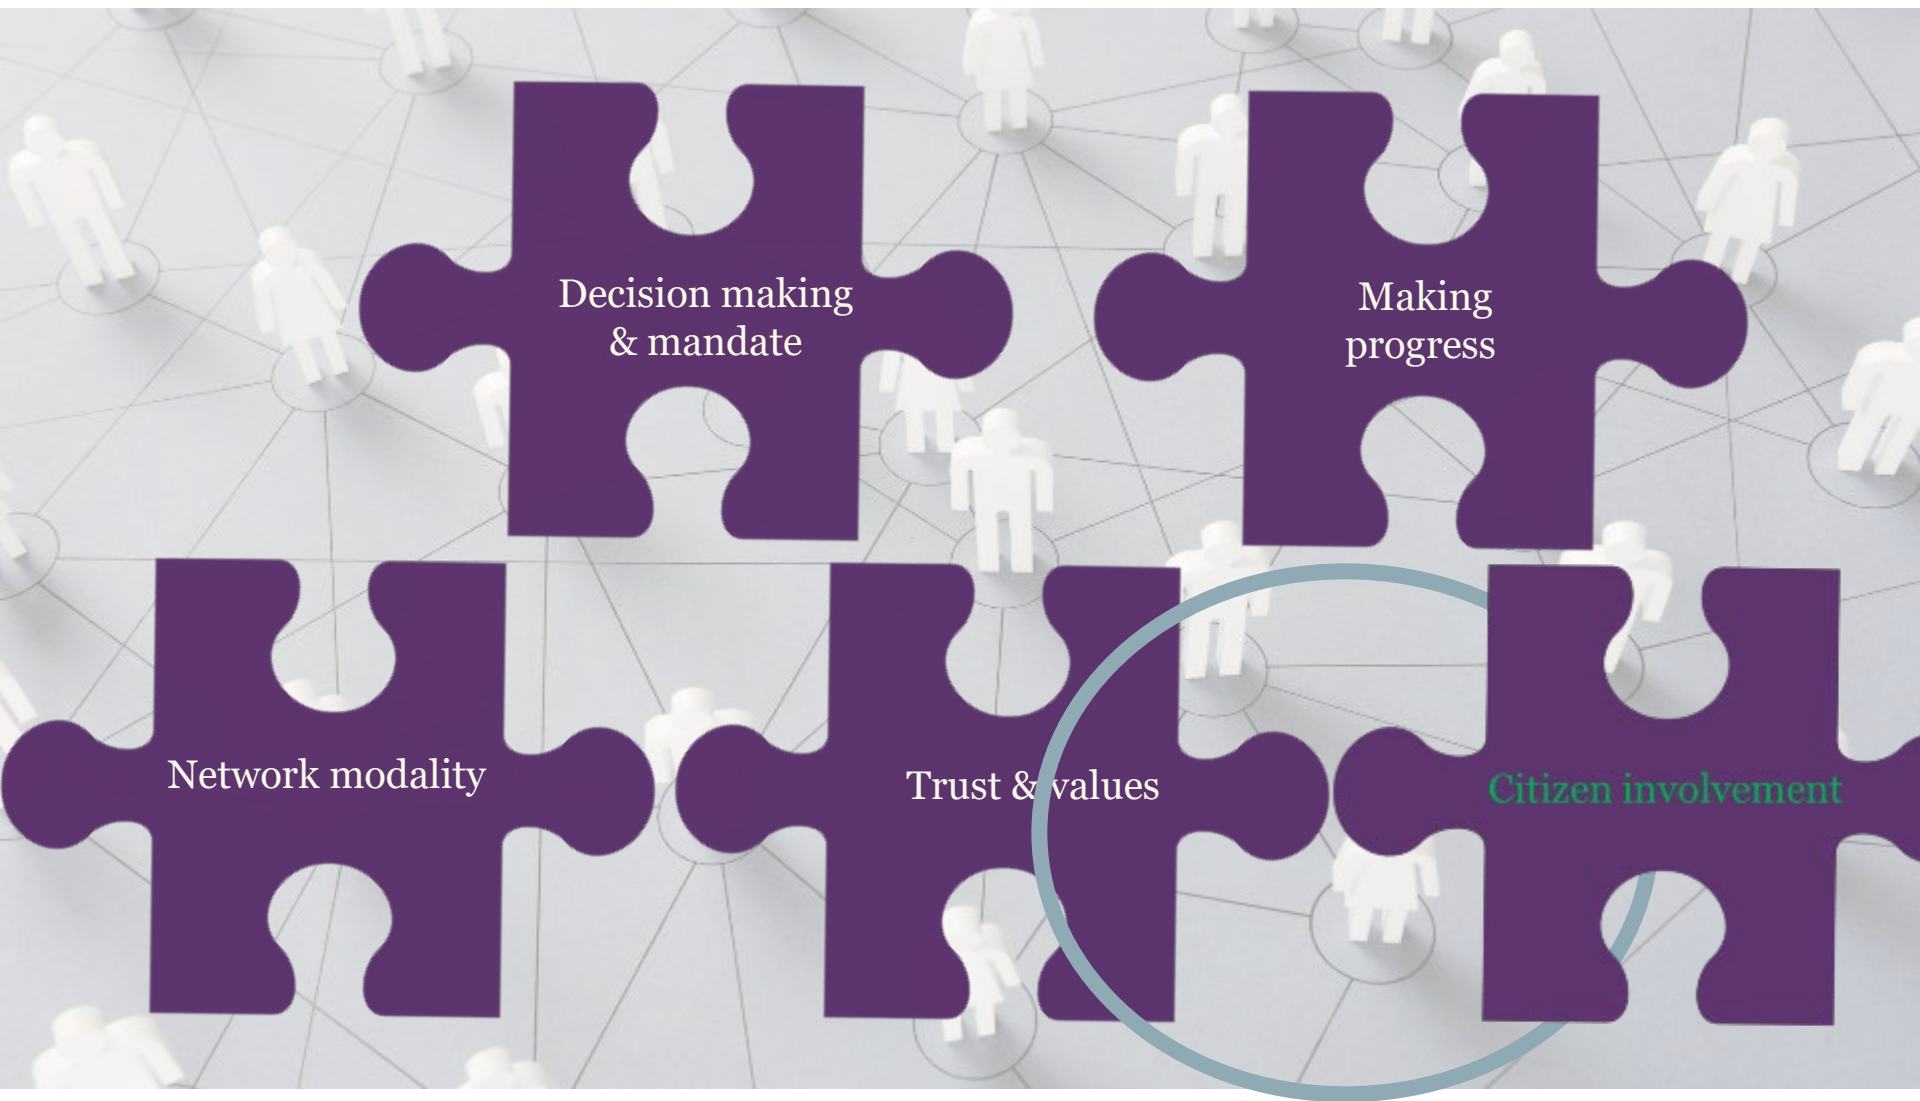 Decision making
& mandate
Making
progress
Network modality
Trust & values
Citizen involvement